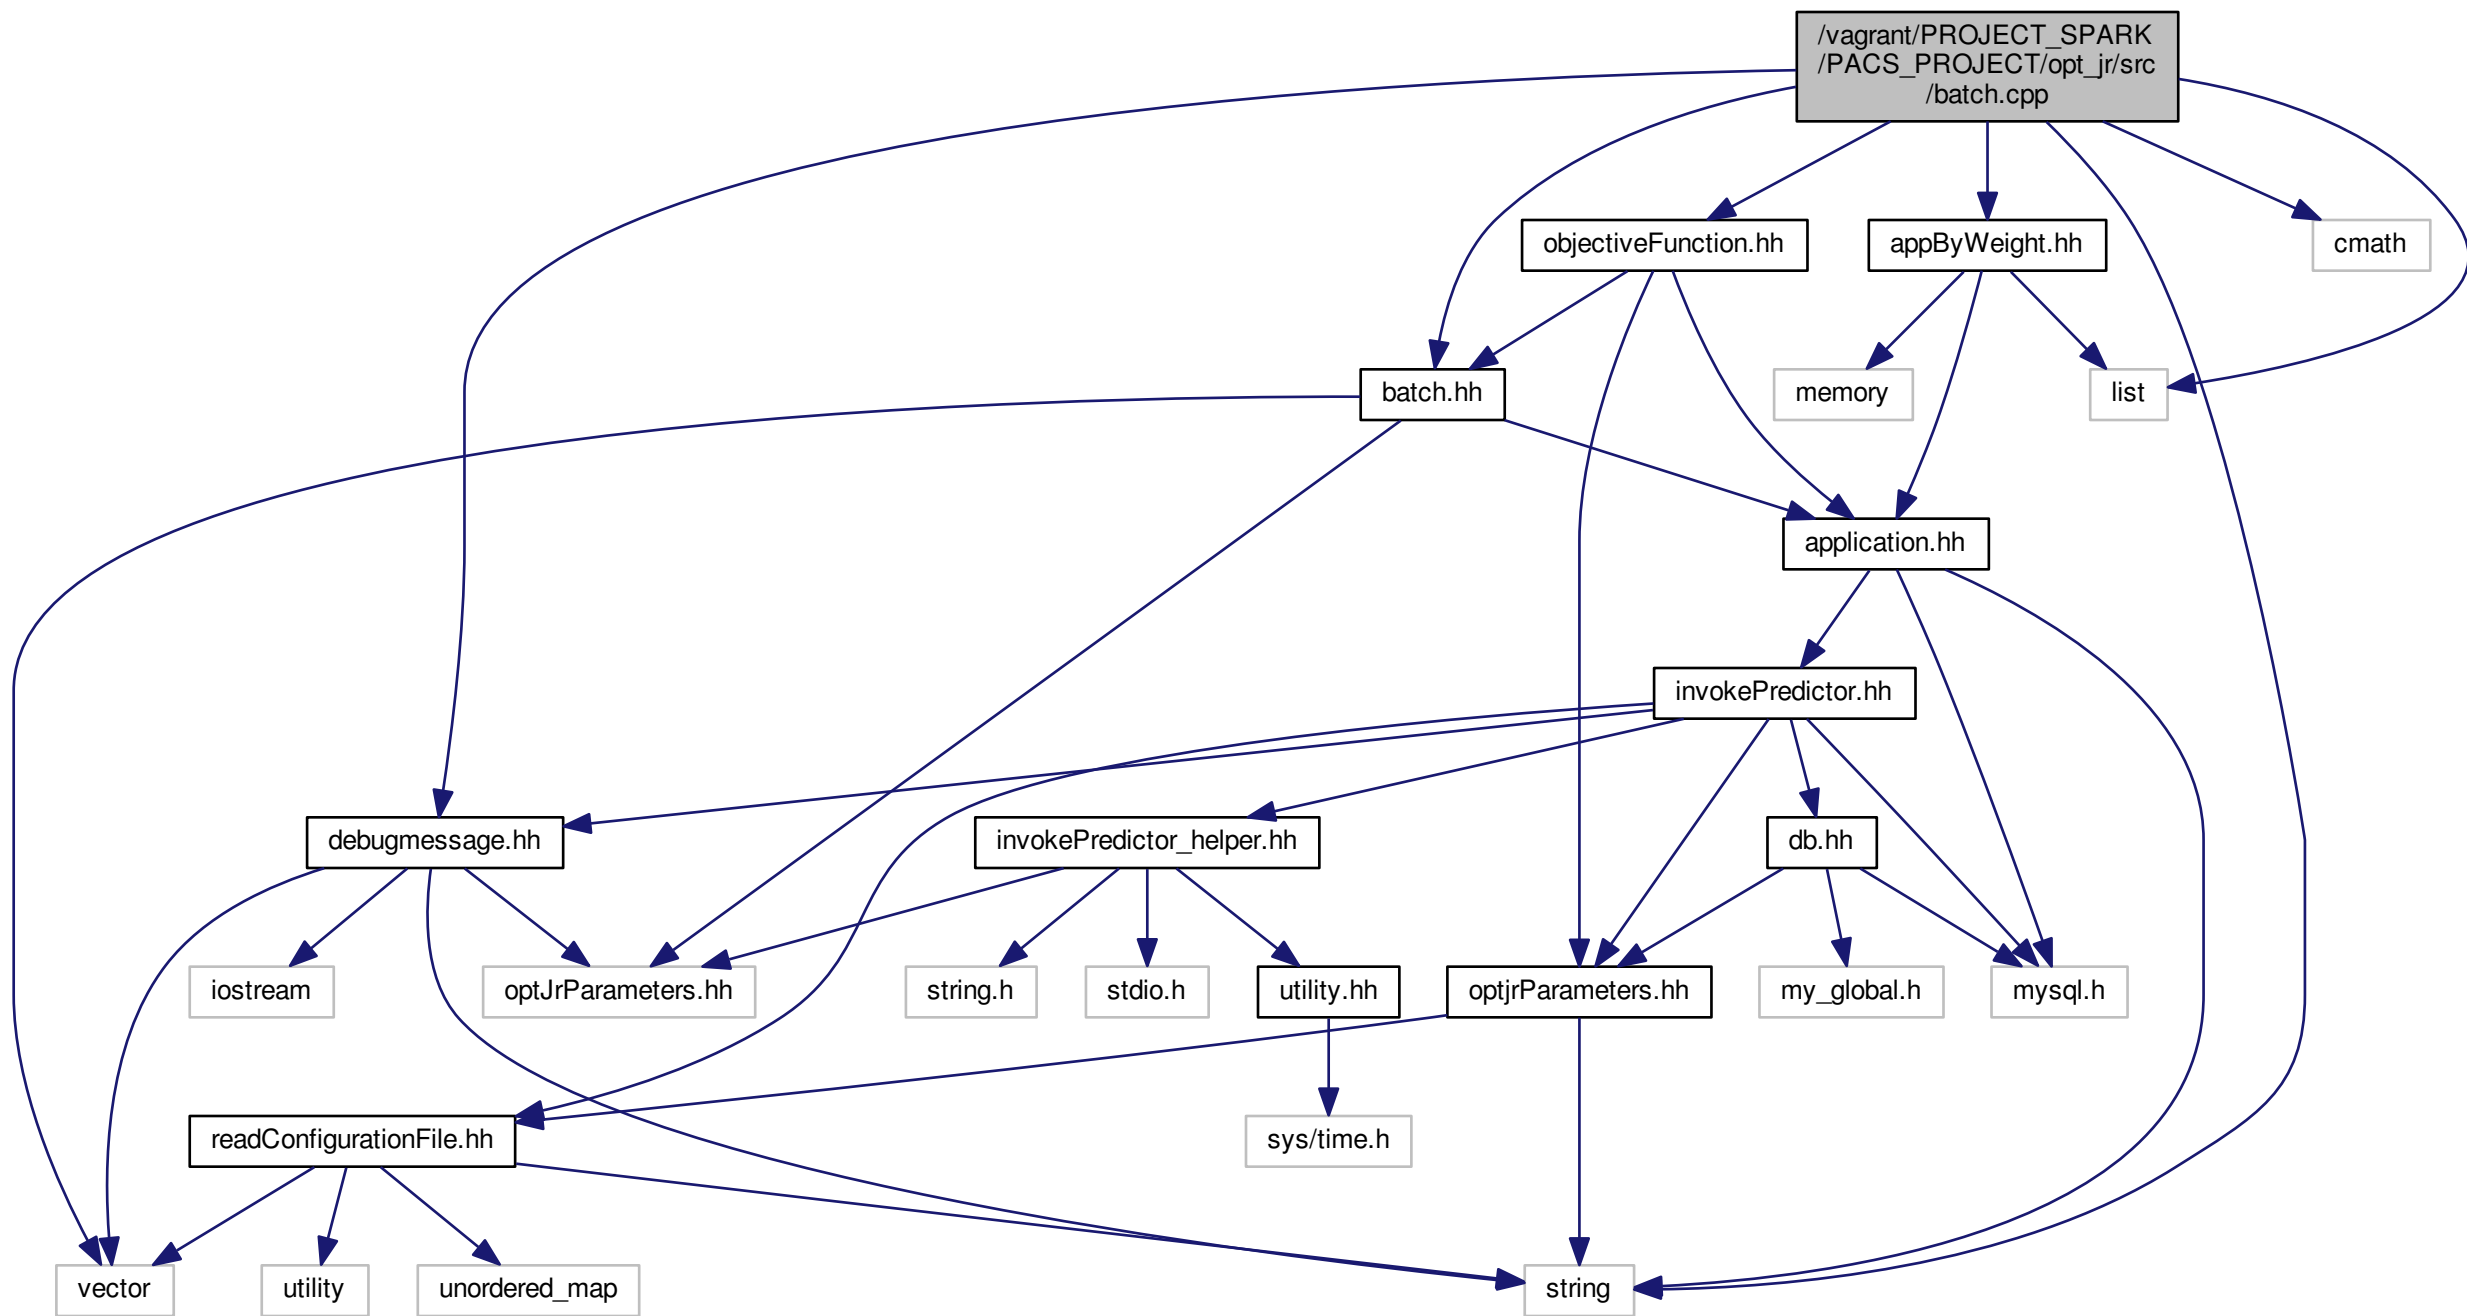 /vagrant/PROJECT_SPARK
/PACS_PROJECT/opt_jr/src
/batch.cpp
objectiveFunction.hh
appByWeight.hh
cmath
batch.hh
memory
list
application.hh
invokePredictor.hh
debugmessage.hh
invokePredictor_helper.hh
db.hh
iostream
optJrParameters.hh
string.h
stdio.h
utility.hh
optjrParameters.hh
my_global.h
mysql.h
readConfigurationFile.hh
sys/time.h
vector
utility
unordered_map
string